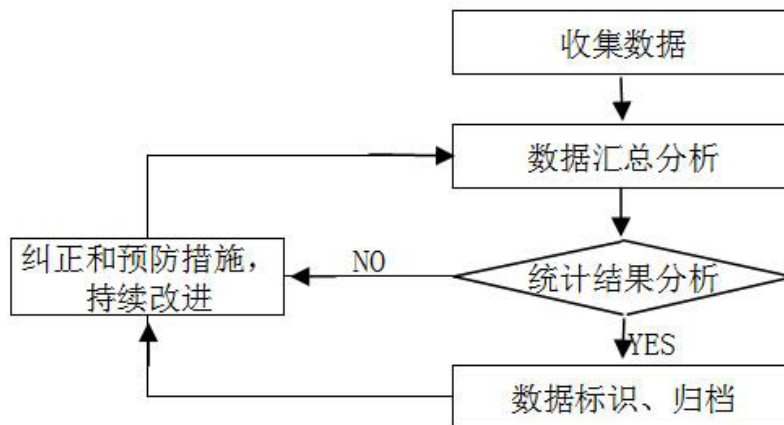 收集数据
数据汇总分析
纠正和预防措施，
持续改进
NO
统计结果分析
YES
数据标识、归档